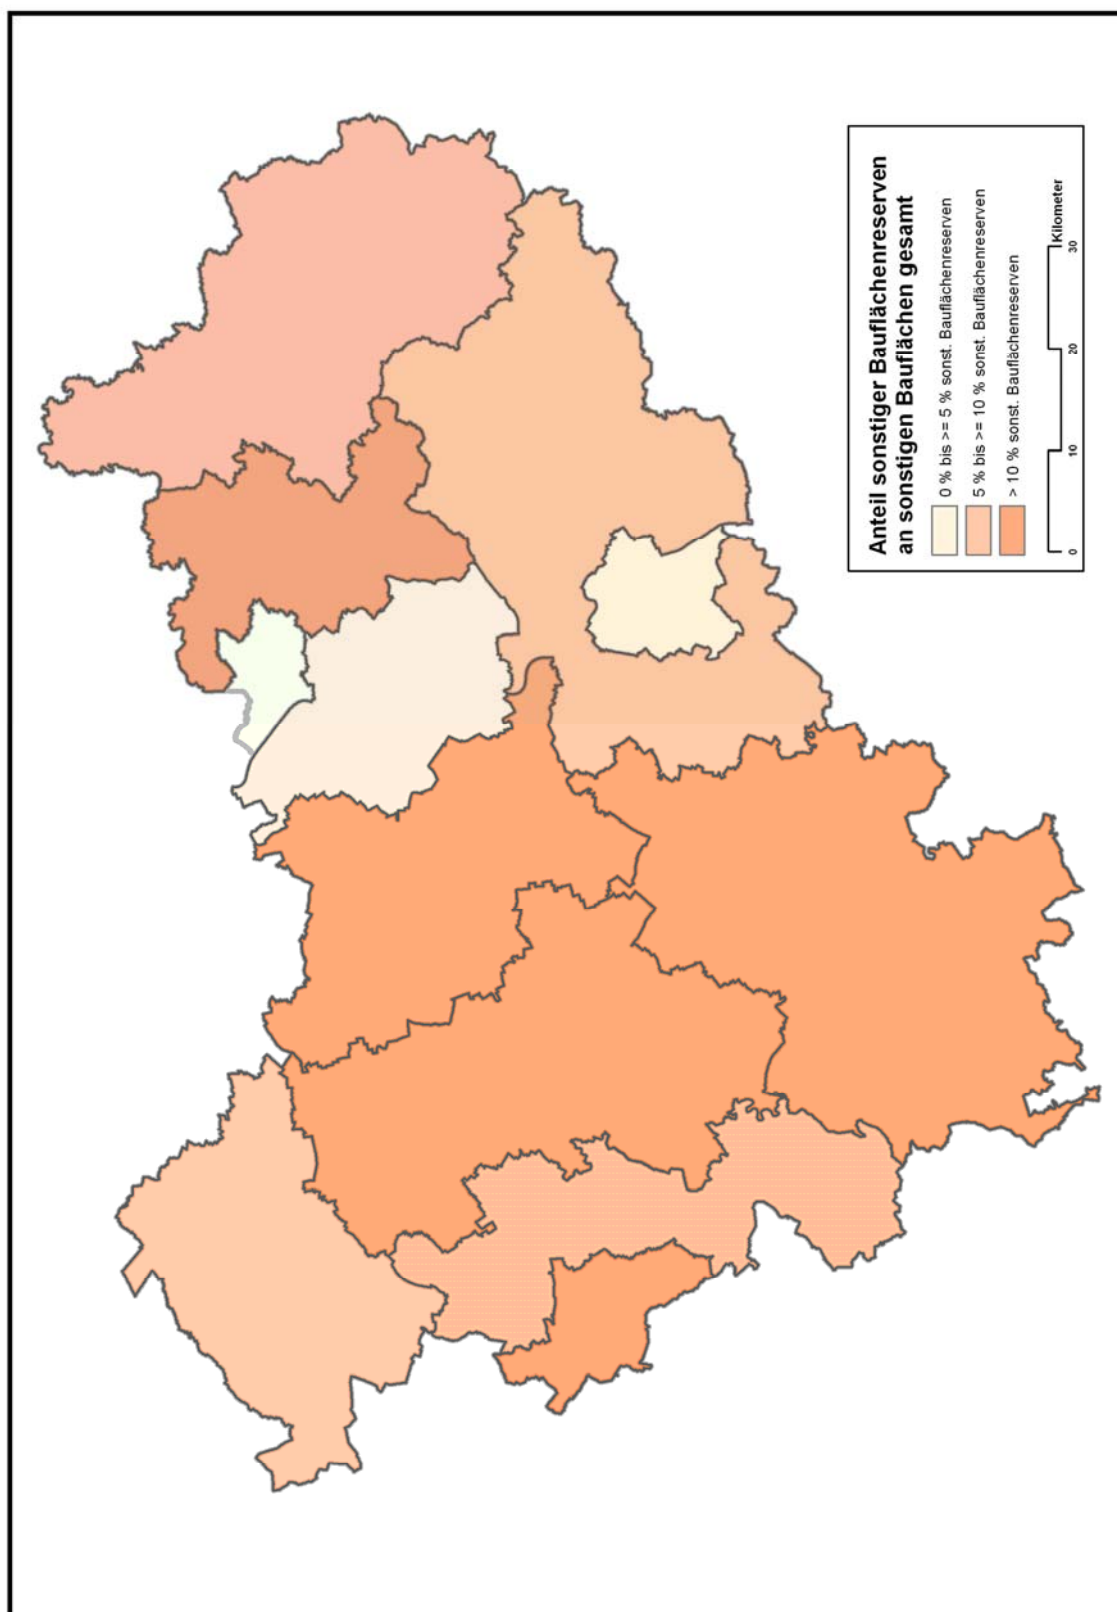 Anteil sonstiger Bauflächenreserven
an sonstigen Bauflächen gesamt
0 % bis >= 5 % sonst. Bauflächenreserven
5 % bis >= 10 % sonst. Bauflächenreserven
> 10 % sonst. Bauflächenreserven
Kilometer
0 10 20 30